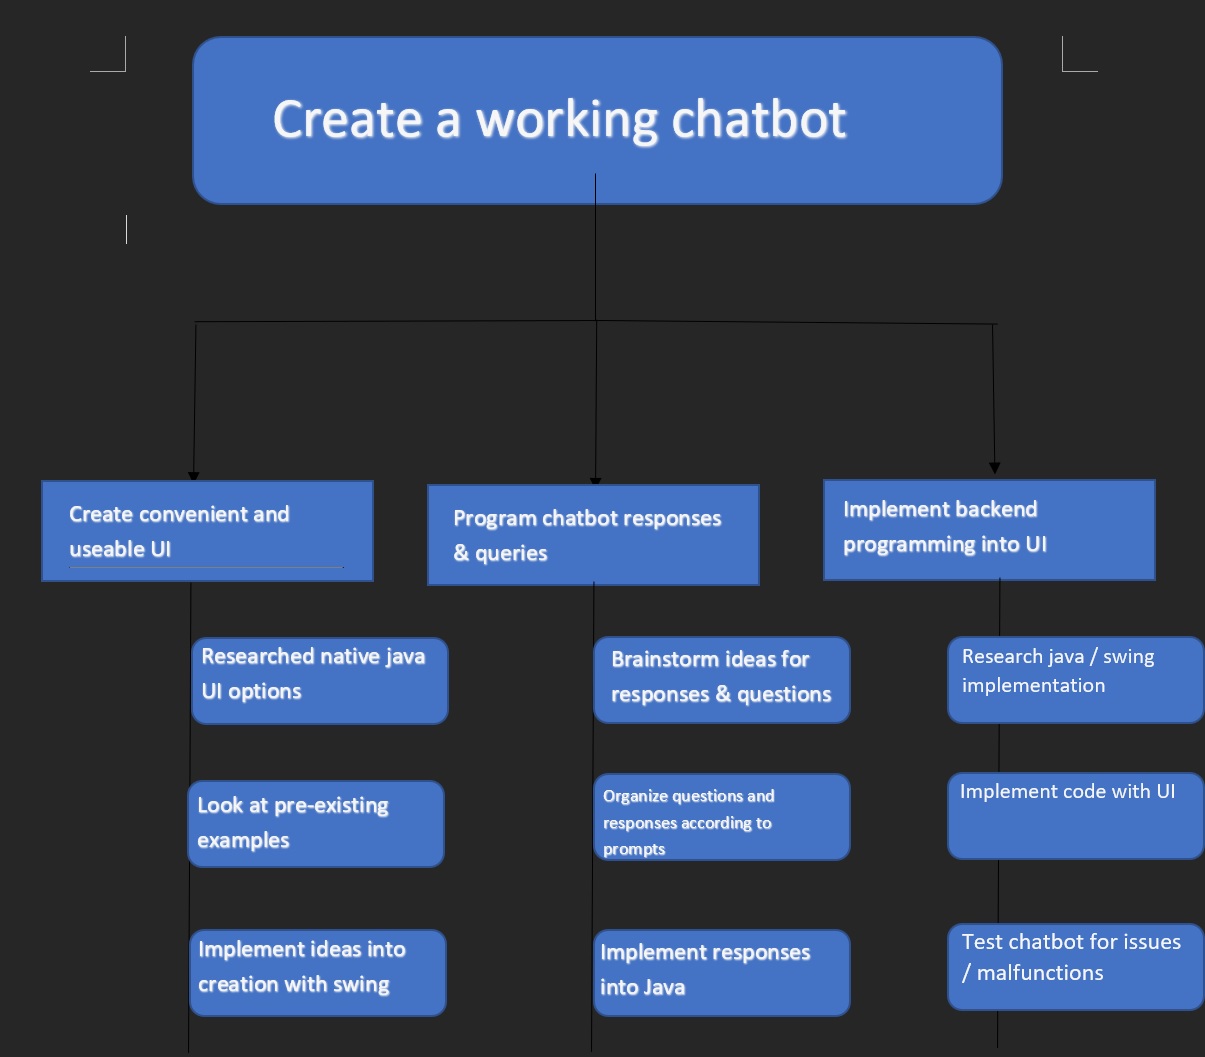 Create a working chatbot
Create convenient and
useable UI
Program chatbot responses
& queries
Implement backend
programming into UI
Researched native java
UI options
Brainstorm ideas for
responses & questions
Research java / swing
implementation
Look at pre-existing
examples
Organize questions and
responses according to
prompts
Implement code with UI
Implement ideas into
creation with swing
Implement responses
into Java
Test chatbot for issues
/ malfunctions